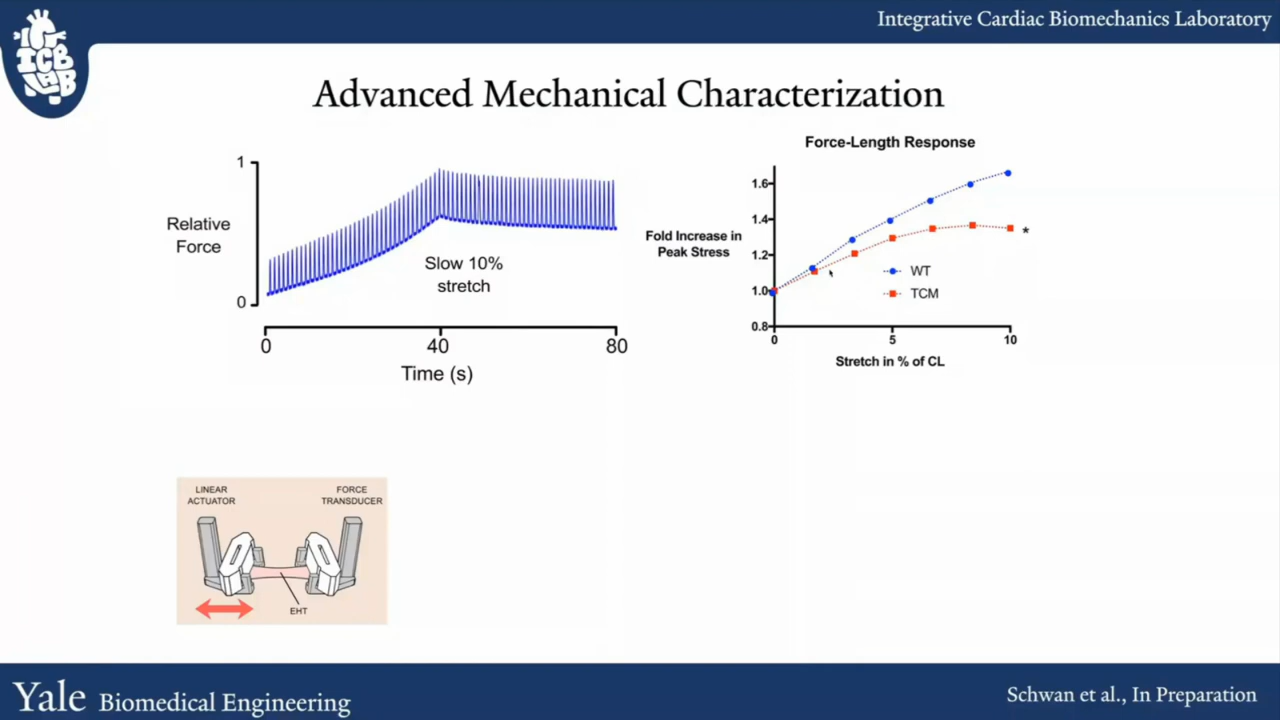 Integrative Cardiac Biomechanics Laboratory
ICB
LAB
Advanced Mechanical Characterization
1
Relative
Force
0
Slow 10%
stretch
0
40
80
Time (s)
Force-Length Response
Fold Increase in
Peak Stress
1.6
1.4
1.2
1.0
0.8
WT
TCM
*
0
5
10
Stretch in % of CL
LINEAR
ACTUATOR
FORCE
TRANSDUCER
EHT
Yale Biomedical Engineering
Schwan et al., In Preparation